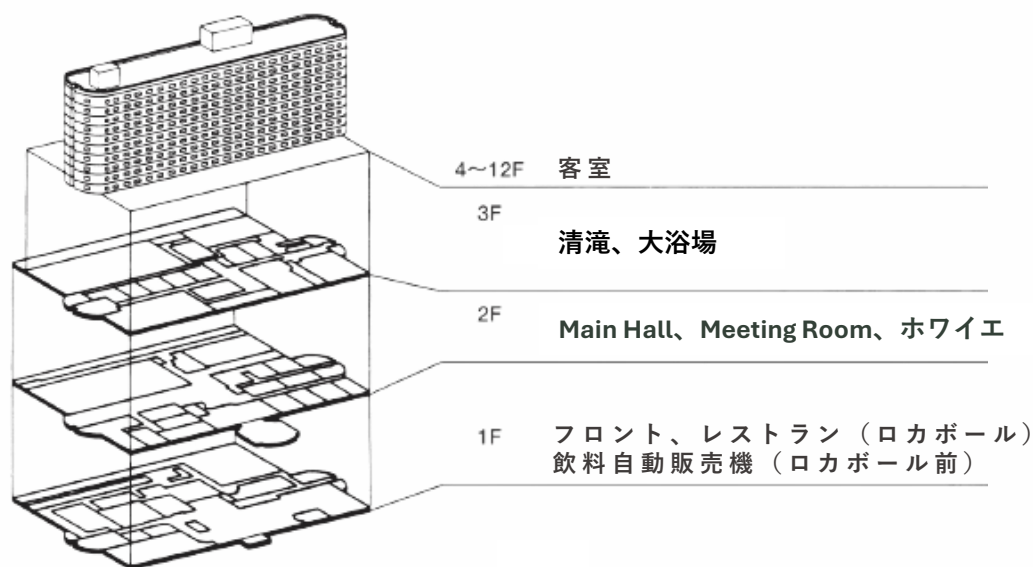 4～12F 客室
3F
清滝、大浴場
2F
Main Hall、Meeting Room、ホワイエ
1F フロント、レストラン（ロカボール）
飲料自動販売機（ロカボール前）